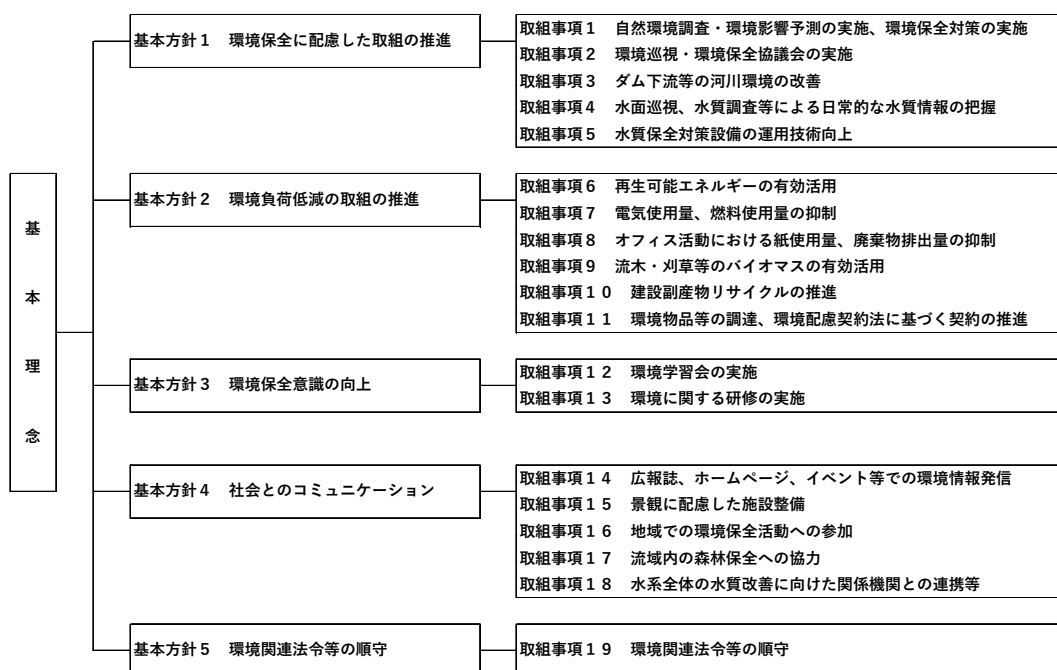 基本理念
基本方針１　環境保全に配慮した取組の推進
取組事項１　自然環境調査・環境影響予測の実施、環境保全対策の実施
取組事項２　環境巡視・環境保全協議会の実施
取組事項３　ダム下流等の河川環境の改善
取組事項４　水面巡視、水質調査等による日常的な水質情報の把握
取組事項５　水質保全対策設備の運用技術向上
基本方針２　環境負荷低減の取組の推進
取組事項６　再生可能エネルギーの有効活用
取組事項７　電気使用量、燃料使用量の抑制
取組事項８　オフィス活動における紙使用量、廃棄物排出量の抑制
取組事項９　流木・刈草等のバイオマスの有効活用
取組事項１０　建設副産物リサイクルの推進
取組事項１１　環境物品等の調達、環境配慮契約法に基づく契約の推進
基本方針３　環境保全意識の向上
取組事項１２　環境学習会の実施
取組事項１３　環境に関する研修の実施
基本方針４　社会とのコミュニケーション
取組事項１４　広報誌、ホームページ、イベント等での環境情報発信
取組事項１５　景観に配慮した施設整備
取組事項１６　地域での環境保全活動への参加
取組事項１７　流域内の森林保全への協力
取組事項１８　水系全体の水質改善に向けた関係機関との連携等
基本方針５　環境関連法令等の順守
取組事項１９　環境関連法令等の順守